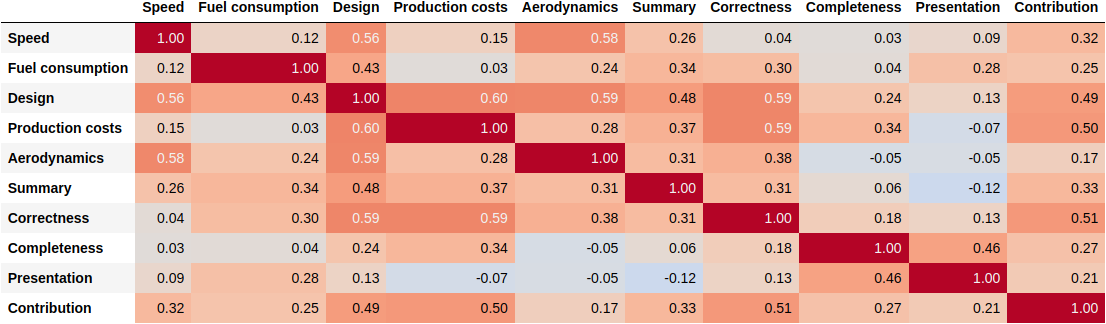 Speed Fuel consumption Design Production costs Aerodynamics Summary Correctness Completeness Presentation Contribution
Speed 1.00 0.12 0.56 0.15 0.58 0.26 0.04 0.03 0.09 0.32
Fuel consumption 0.12 1.00 0.43 0.03 0.24 0.34 0.30 0.04 0.28 0.25
Design 0.56 0.43 1.00 0.60 0.59 0.48 0.59 0.24 0.13 0.49
Production costs 0.15 0.03 0.60 1.00 0.28 0.37 0.59 0.34 -0.07 0.50
Aerodynamics 0.58 0.24 0.59 0.28 1.00 0.31 0.38 -0.05 -0.05 0.17
Summary 0.26 0.34 0.48 0.37 0.31 1.00 0.31 0.06 -0.12 0.33
Correctness 0.04 0.30 0.59 0.59 0.38 0.31 1.00 0.18 0.13 0.51
Completeness 0.03 0.04 0.24 0.34 -0.05 0.06 0.18 1.00 0.46 0.27
Presentation 0.09 0.28 0.13 -0.07 -0.05 -0.12 0.13 0.46 1.00 0.21
Contribution 0.32 0.25 0.49 0.50 0.17 0.33 0.51 0.27 0.21 1.00